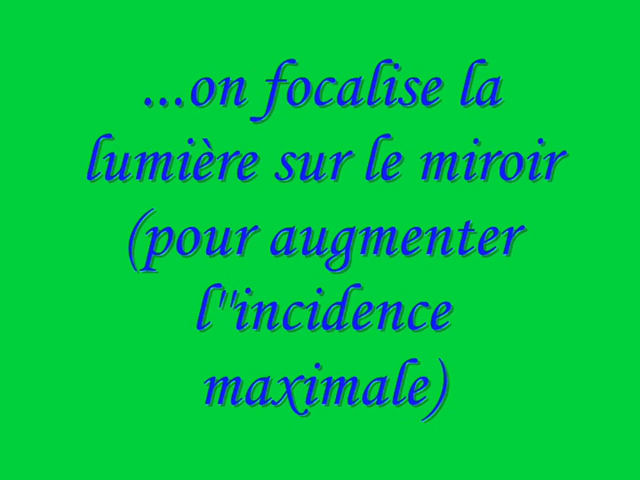 ...on focalise la
lumière sur le miroir
(pour augmenter
l''incidence
maximale)